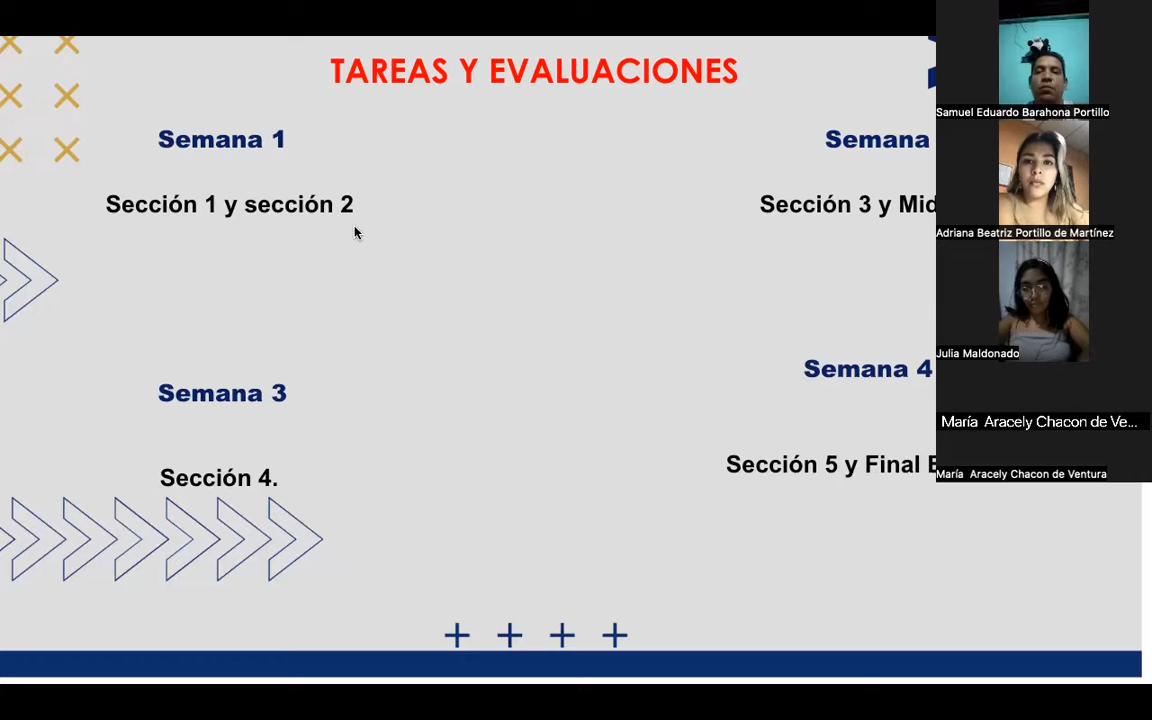 TAREAS Y EVALUACIONES
Semana 1
Semana
Sección 1 y sección 2
Sección 3 y Mid
Semana 3
Semana 4
Sección 4.
Sección 5 y Final
Samuel Eduardo Barahona Portillo
Adriana Beatriz Portillo de Martínez
Julia Maldonado
María Aracely Chacon de Ve...
María Aracely Chacon de Ventura